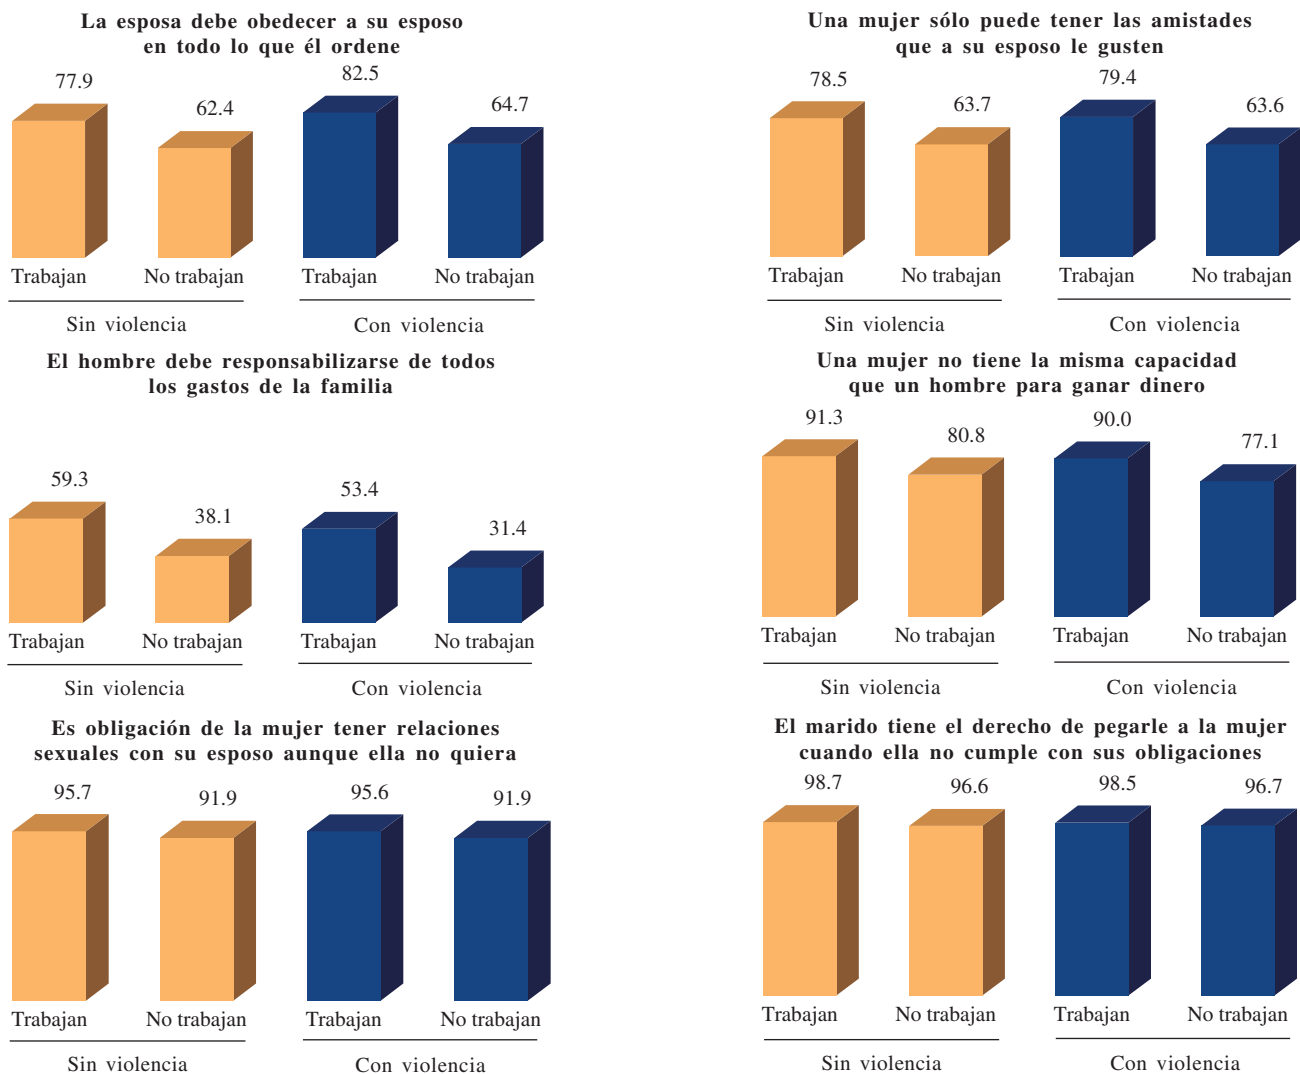 La esposa debe obedecer a su esposo
en todo lo que él ordene
77.9
62.4
82.5
64.7
Trabajan
No trabajan
Trabajan
No trabajan
Sin violencia
Con violencia
Una mujer sólo puede tener las amistades
que a su esposo le gusten
78.5
63.7
79.4
63.6
Trabajan
No trabajan
Trabajan
No trabajan
Sin violencia
Con violencia
El hombre debe responsabilizarse de todos
los gastos de la familia
59.3
38.1
53.4
31.4
Trabajan
No trabajan
Trabajan
No trabajan
Sin violencia
Con violencia
Una mujer no tiene la misma capacidad
que un hombre para ganar dinero
91.3
80.8
90.0
77.1
Trabajan
No trabajan
Trabajan
No trabajan
Sin violencia
Con violencia
Es obligación de la mujer tener relaciones
sexuales con su esposo aunque ella no quiera
95.7
91.9
95.6
91.9
Trabajan
No trabajan
Trabajan
No trabajan
Sin violencia
Con violencia
El marido tiene el derecho de pegarle a la mujer
cuando ella no cumple con sus obligaciones
98.7
96.6
98.5
96.7
Trabajan
No trabajan
Trabajan
No trabajan
Sin violencia
Con violencia